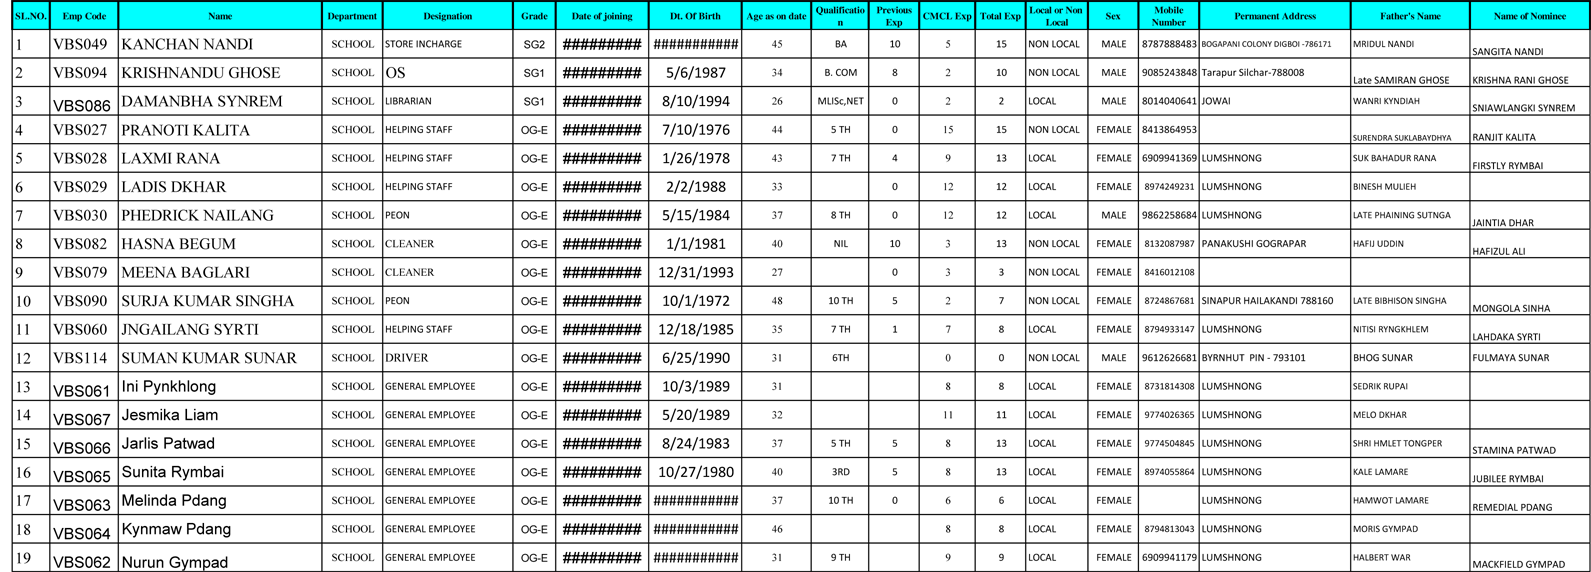 SL.NO. Emp Code Name Department Designation Grade Date of joining Dt. Of Birth Age as on date Qualification Previous Exp CMCL Exp Total Exp Local or Non Local Sex Mobile Number Permanent Address Father's Name Name of Nominee
1 VBS049 KANCHAN NANDI SCHOOL STORE INCHARGE SG2 ######### ########### 45 BA 10 5 15 NON LOCAL MALE 8787888483 BOGAPANI COLONY DIGBOI -786171 MRIDUL NANDI SANGITA NANDI
2 VBS094 KRISHNANDU GHOSE SCHOOL OS SG1 ######### 5/6/1987 34 B. COM 8 2 10 NON LOCAL MALE 9085243848 Tarapur Silchar-788008 Late SAMIRAN GHOSE KRISHNA RANI GHOSE
3 VBS086 DAMANBHA SYNREM SCHOOL LIBRARIAN SG1 ######### 8/10/1994 26 MLISc,NET 0 2 2 LOCAL MALE 8014040641 JOWAI WANRI KYNDIAH SNIAWLANGKI SYNREM
4 VBS027 PRANOTI KALITA SCHOOL HELPING STAFF OG-E ######### 7/10/1976 44 5 TH 0 15 15 NON LOCAL FEMALE 8413864953 SURENDRA SUKLABAYDHYA RANJIT KALITA
5 VBS028 LAXMI RANA SCHOOL HELPING STAFF OG-E ######### 1/26/1978 43 7 TH 4 9 13 LOCAL FEMALE 6909941369 LUMSHNONG SUK BAHADUR RANA FIRSTLY RYMBAI
6 VBS029 LADIS DKHAR SCHOOL HELPING STAFF OG-E ######### 2/2/1988 33 0 12 12 LOCAL FEMALE 8974249231 LUMSHNONG BINESH MULIEH
7 VBS030 PHEDRICK NAILANG SCHOOL PEON OG-E ######### 5/15/1984 37 8 TH 0 12 12 LOCAL MALE 9862258684 LUMSHNONG LATE PHAINING SUTNGA JAINTIA DHAR
8 VBS082 HASNA BEGUM SCHOOL CLEANER OG-E ######### 1/1/1981 40 NIL 10 3 13 NON LOCAL FEMALE 8132087987 PANAKUSHI GOGRAPAR HAFIJ UDDIN HAFIZUL ALI
9 VBS079 MEENA BAGLARI SCHOOL CLEANER OG-E ######### 12/31/1993 27 0 3 3 NON LOCAL FEMALE 8416012108
10 VBS090 SURJA KUMAR SINGHA SCHOOL PEON OG-E ######### 10/1/1972 48 10 TH 5 2 7 NON LOCAL FEMALE 8724867681 SINAPUR HAILAKANDI 788160 LATE BIBHISON SINGHA MONGOLA SINHA
11 VBS060 JNGAILANG SYRTI SCHOOL HELPING STAFF OG-E ######### 12/18/1985 35 7 TH 1 7 8 LOCAL FEMALE 8794933147 LUMSHNONG NITISI RYNGKHLEM LAHDAKA SYRTI
12 VBS114 SUMAN KUMAR SUNAR SCHOOL DRIVER OG-E ######### 6/25/1990 31 6TH 0 0 NON LOCAL MALE 9612626681 BYRNHUT PIN - 793101 BHOG SUNAR FULMAYA SUNAR
13 VBS061 Ini Pynkhlong SCHOOL GENERAL EMPLOYEE OG-E ######### 10/3/1989 31 8 8 LOCAL FEMALE 8731814308 LUMSHNONG SEDRIK RUPAI
14 VBS067 Jesmika Liam SCHOOL GENERAL EMPLOYEE OG-E ######### 5/20/1989 32 11 11 LOCAL FEMALE 9774026365 LUMSHNONG MELO DKHAR
15 VBS066 Jarlis Patwad SCHOOL GENERAL EMPLOYEE OG-E ######### 8/24/1983 37 5 TH 5 8 13 LOCAL FEMALE 9774504845 LUMSHNONG SHRI HMLET TONGPER STAMINA PATWAD
16 VBS065 Sunita Rymbai SCHOOL GENERAL EMPLOYEE OG-E ######### 10/27/1980 40 3RD 5 8 13 LOCAL FEMALE 8974055864 LUMSHNONG KALE LAMARE JUBILEE RYMBAI
17 VBS063 Melinda Pdang SCHOOL GENERAL EMPLOYEE OG-E ######### ########### 37 10 TH 0 6 6 LOCAL FEMALE LUMSHNONG HAMWOT LAMARE REMEDIAL PDANG
18 VBS064 Kynmaw Pdang SCHOOL GENERAL EMPLOYEE OG-E ######### ########### 46 8 8 LOCAL FEMALE 8794813043 LUMSHNONG MORIS GYMPAD
19 VBS062 Nurun Gympad SCHOOL GENERAL EMPLOYEE OG-E ######### ########### 31 9 TH 9 9 LOCAL FEMALE 6909941179 LUMSHNONG HALBERT WAR MACKFIELD GYMPAD